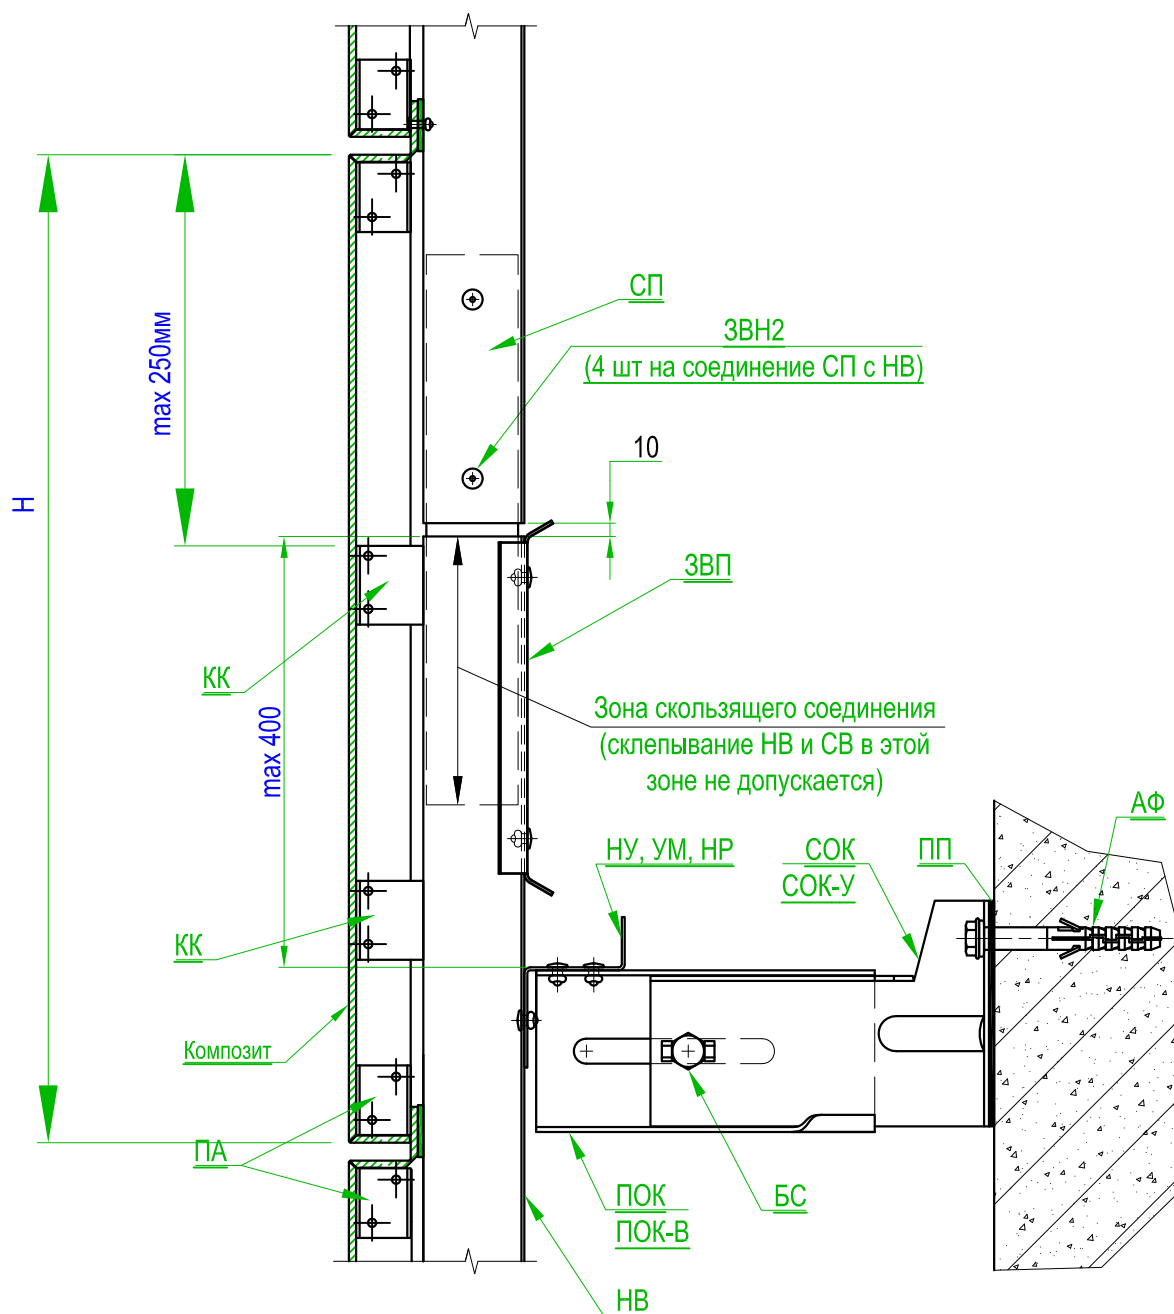 СП
ЗВН2
(4 шт на соединение СП с НВ)
max 250мм
10
H
ЗВП
КК
max 400
Зона скользящего соединения
(склепывание НВ и СВ в этой
зоне не допускается)
АФ
НУ, УМ, НР
СОК
СОК-У
ПП
КК
Композит
ПА
ПОК
ПОК-В
БС
НВ